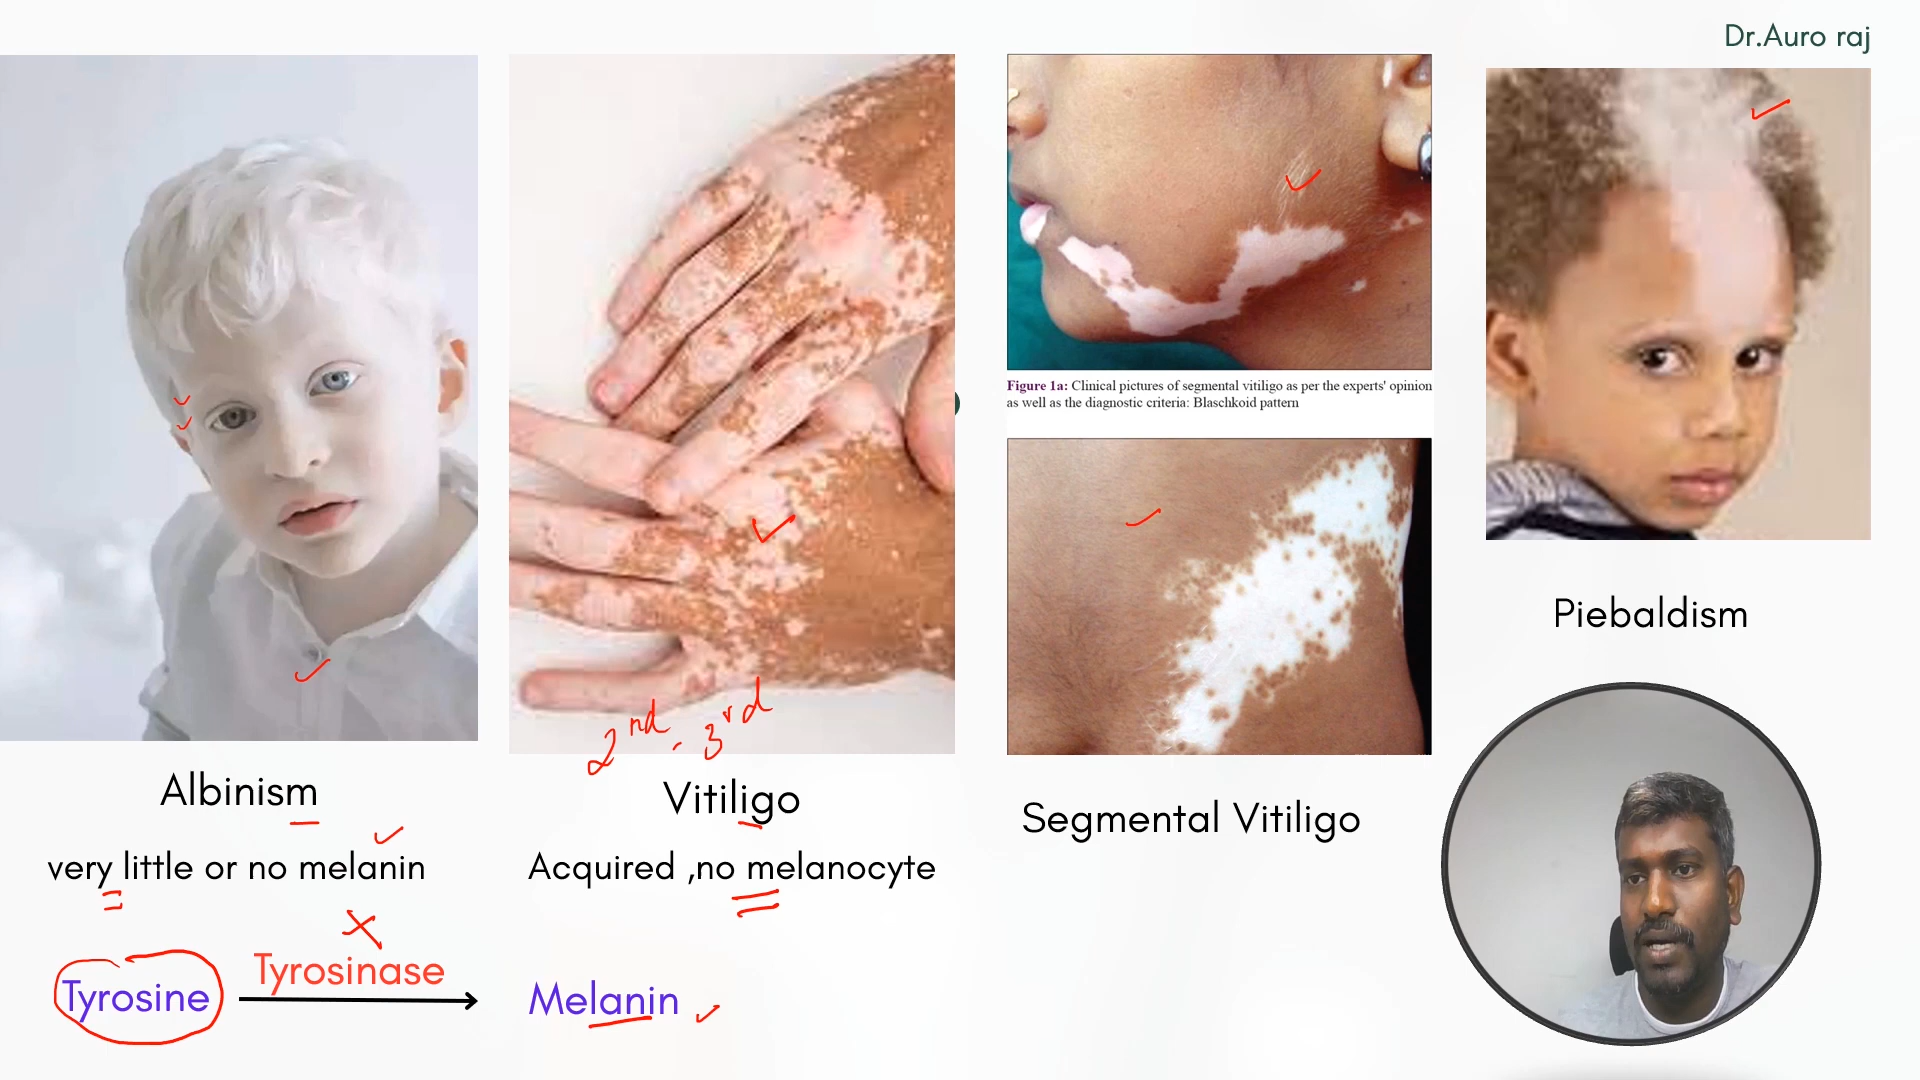 Dr.Auro raj
Figure 1a: Clinical pictures of segmental vitiligo as per the experts' opinion
as well as the diagnostic criteria: Blaschkoid pattern
Piebaldism
2nd - 3rd
Albinism
Vitiligo
Segmental Vitiligo
very little or no melanin
Acquired ,no melanocyte
Tyrosinase
Tyrosine
Melanin